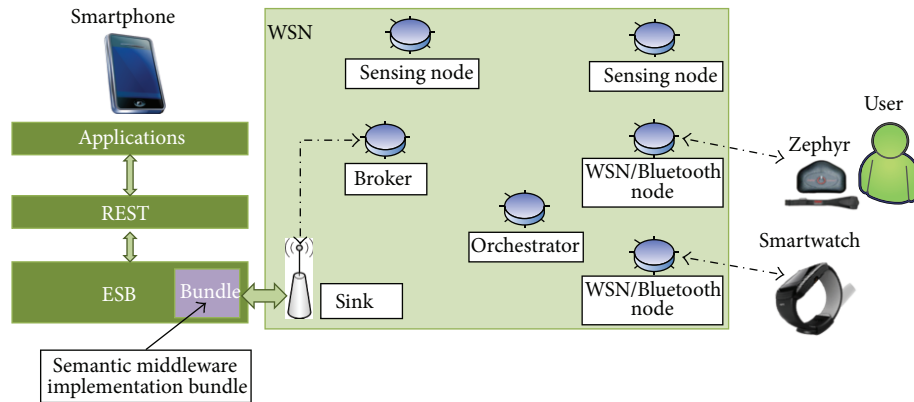 Smartphone
WSN
Sensing node
Sensing node
User
Applications
Broker
WSN/Bluetooth
node
Zephyr
REST
Orchestrator
Smartwatch
ESB
Bundle
Sink
WSN/Bluetooth
node
Semantic middleware
implementation bundle